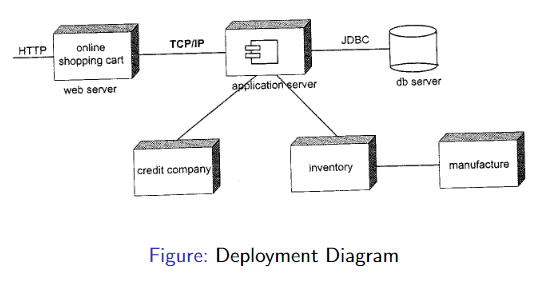 HTTP
online
shopping cart
web server
TCP/IP
application server
JDBC
db server
credit company
inventory
manufacture
Figure: Deployment Diagram